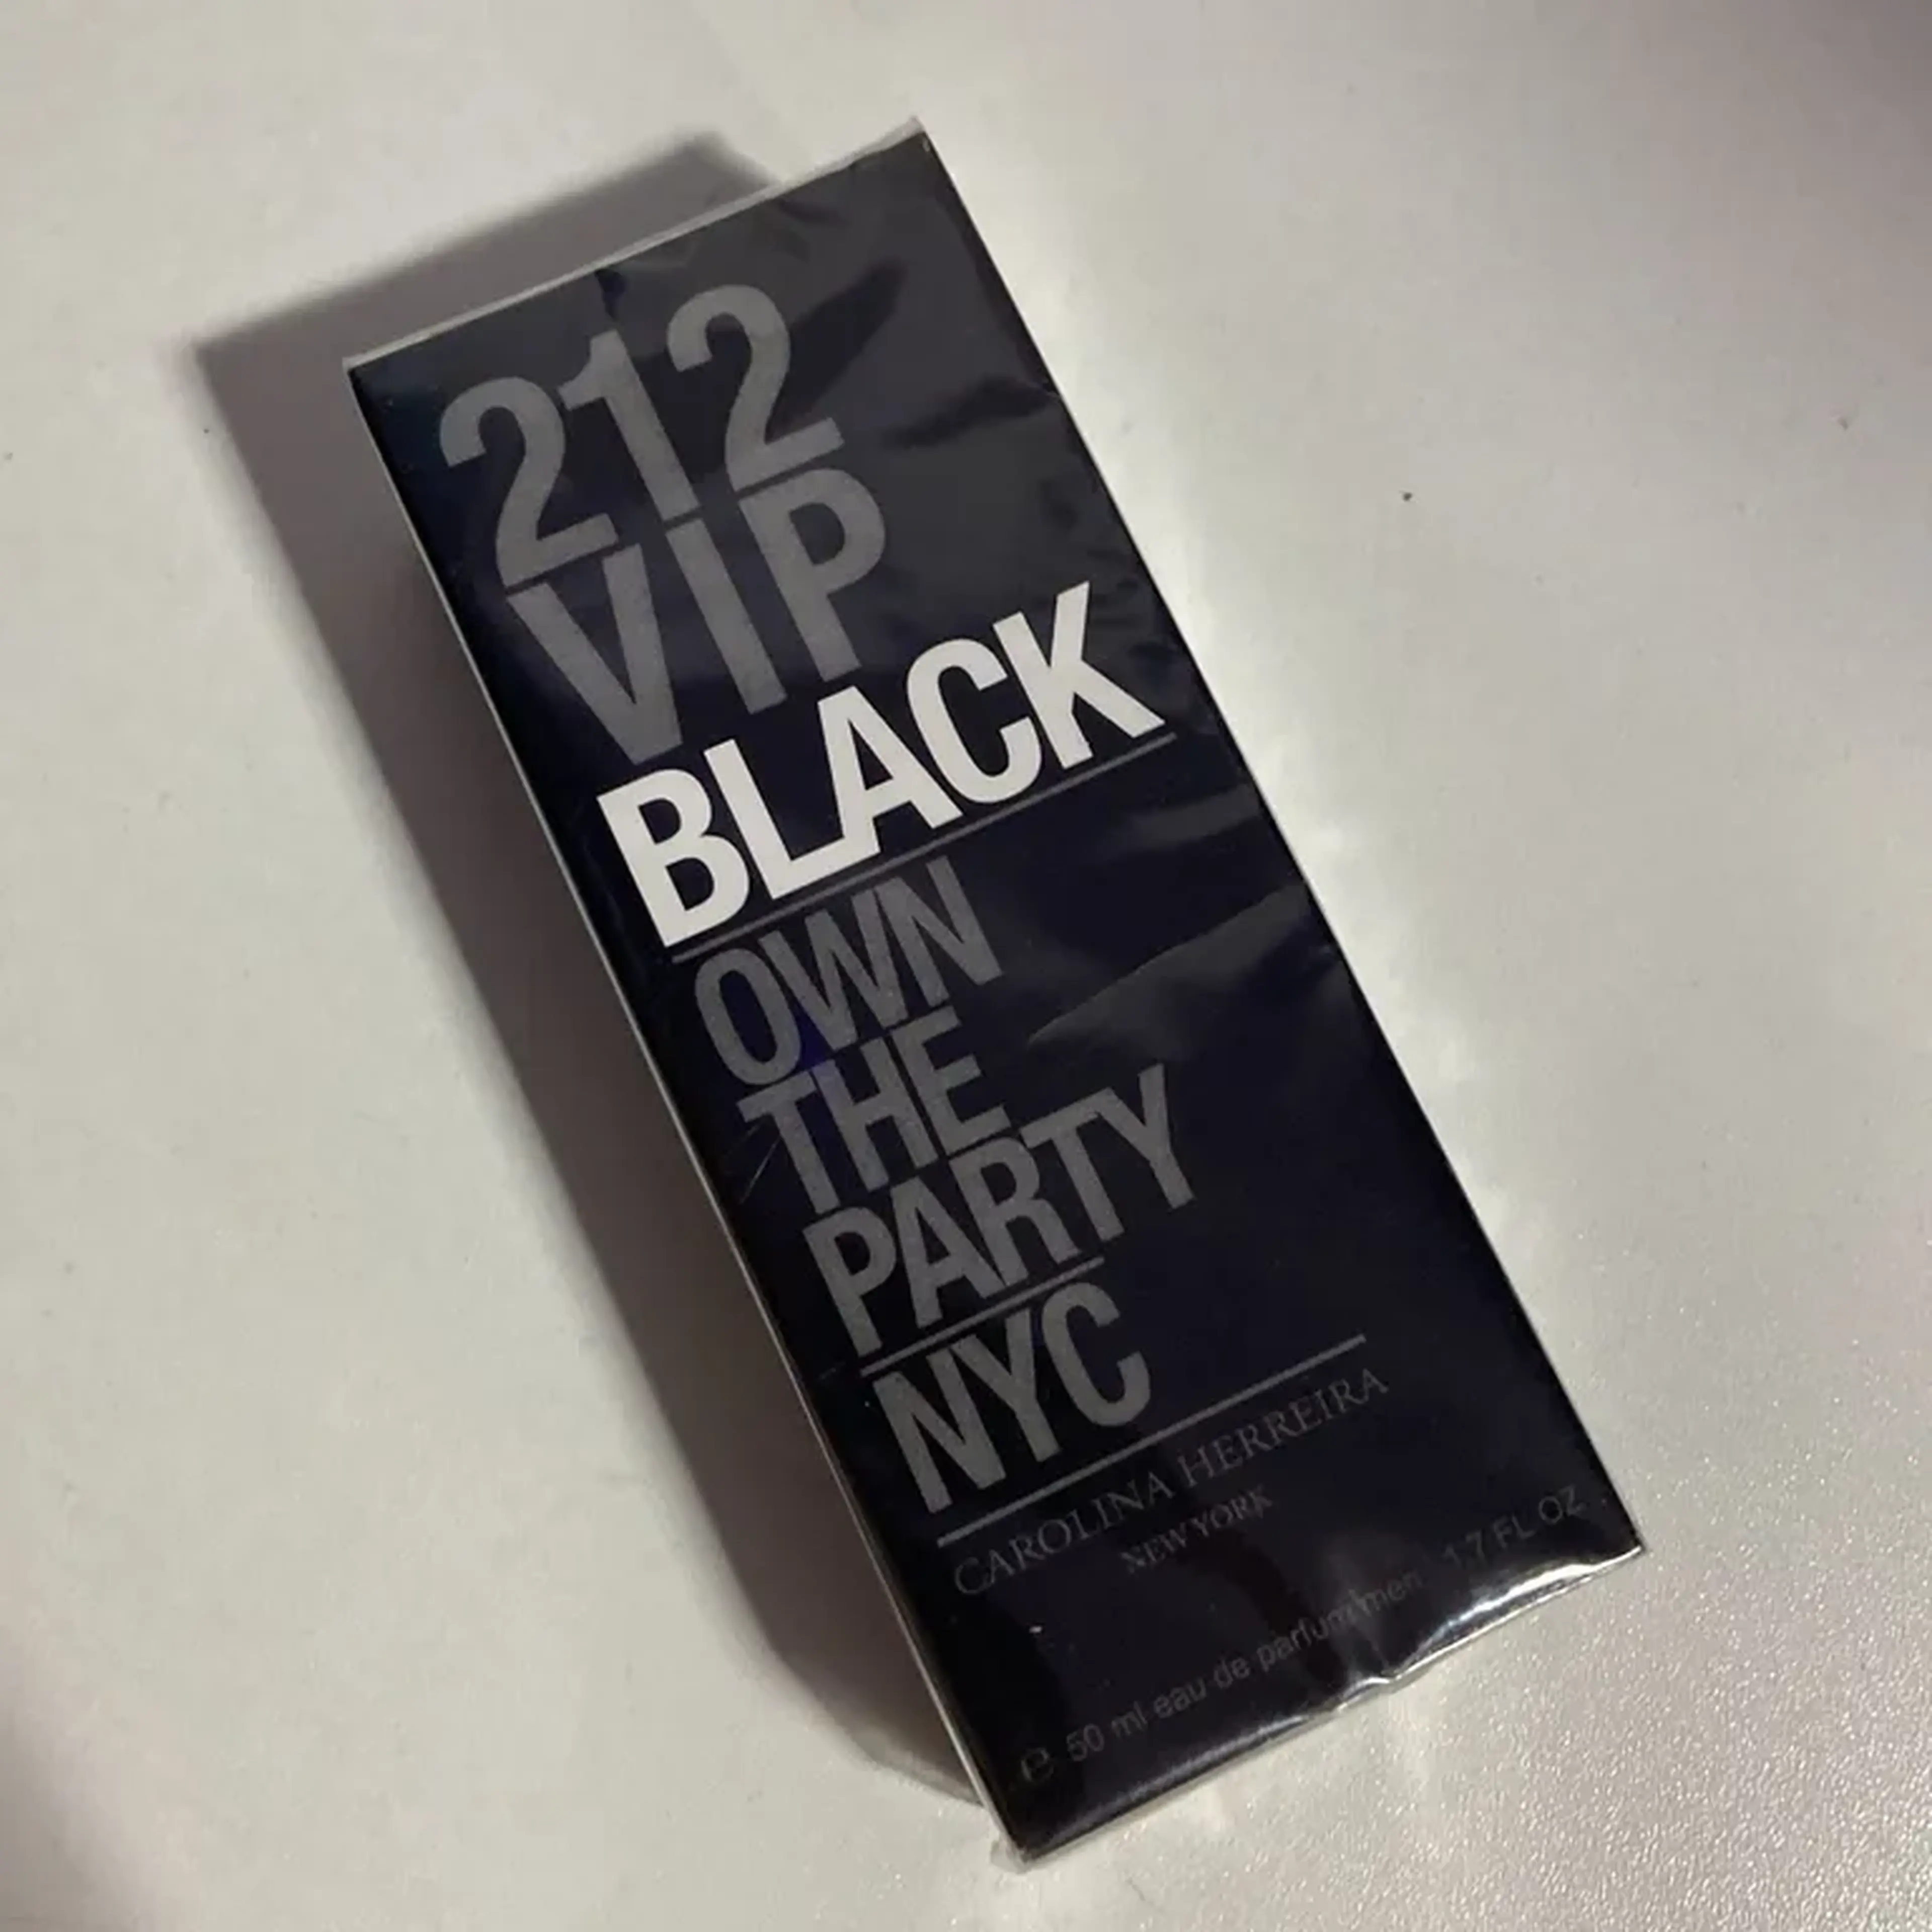 212
VIP
BLACK
OWN
THE
PARTY
NYC
CAROLINA HERREIRA
NEW YORK
℮ 50 ml eau de parfum men 1.7 FL OZ.